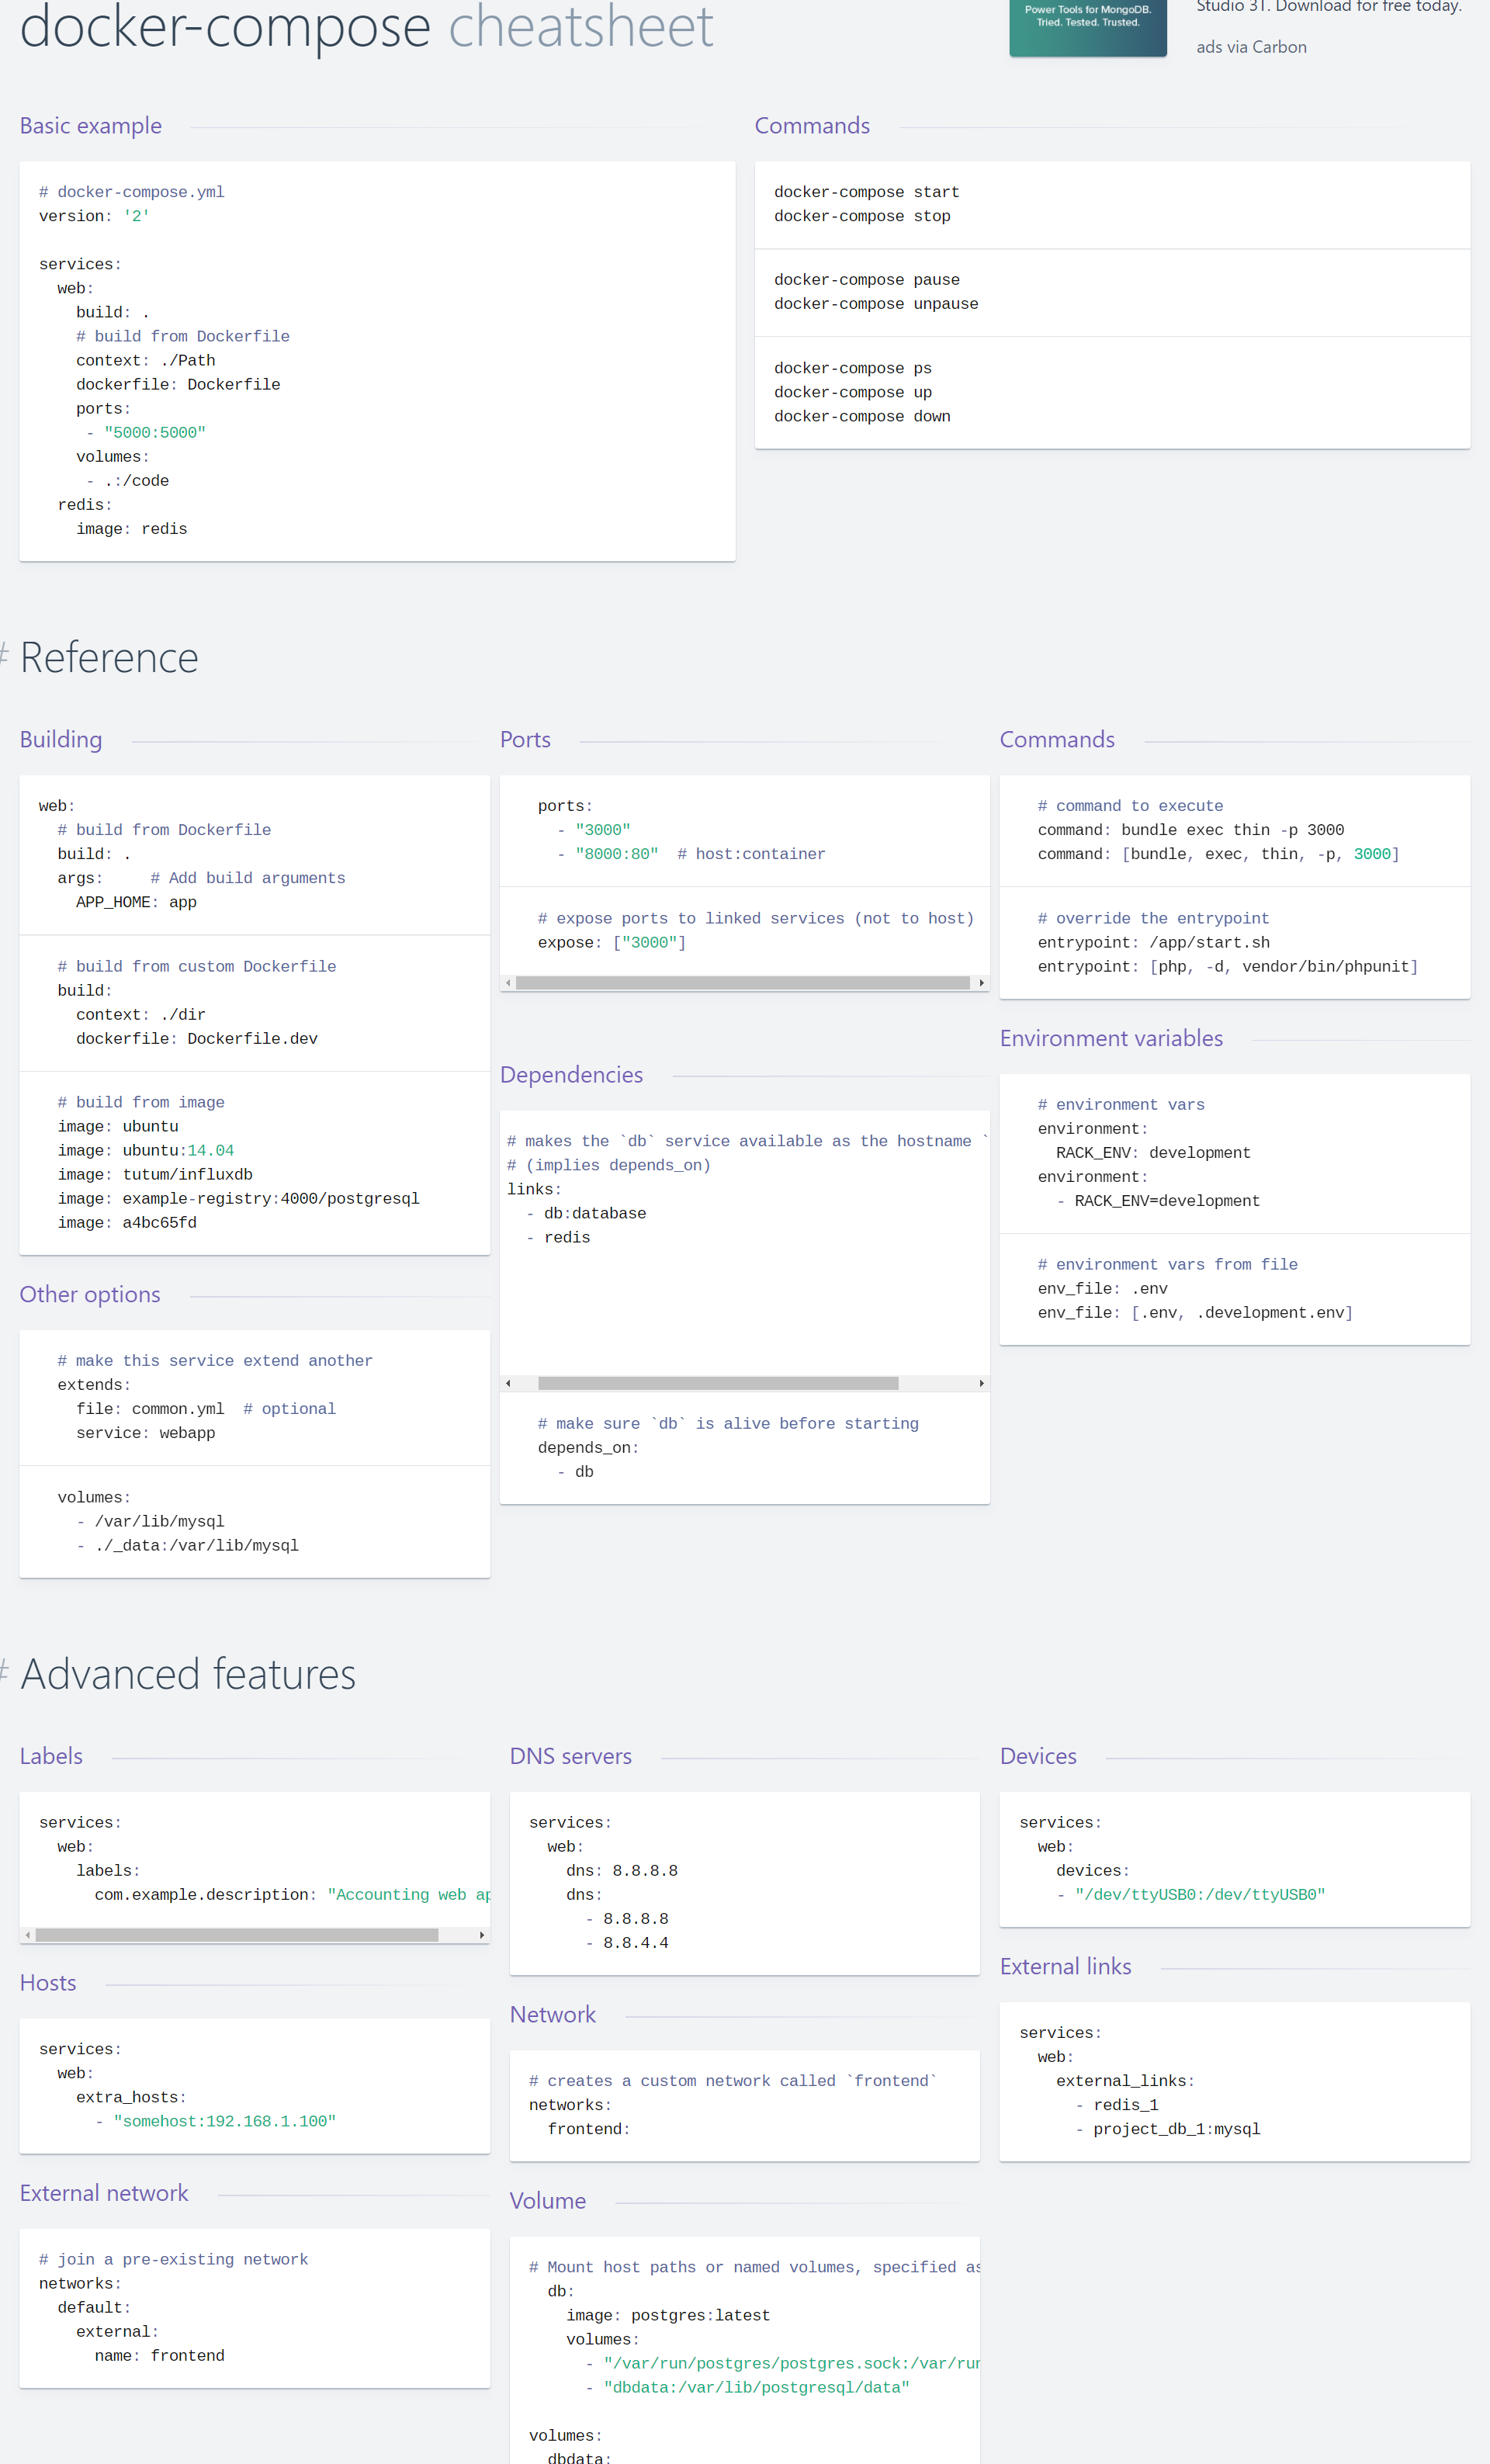 docker-compose cheatsheet
Power Tools for MongoDB.
Tried. Tested. Trusted.
Studio 3T. Download for free today.
ads via Carbon
Basic example
# docker-compose.yml
version: '2'
services:
  web:
    build: .
    # build from Dockerfile
    context: ./Path
    dockerfile: Dockerfile
    ports:
     - "5000:5000"
    volumes:
     - .:/code
  redis:
    image: redis
Commands
docker-compose start
docker-compose stop
docker-compose pause
docker-compose unpause
docker-compose ps
docker-compose up
docker-compose down
# Reference
Building
web:
  # build from Dockerfile
  build: .
  args:     # Add build arguments
    APP_HOME: app
  # build from custom Dockerfile
  build:
    context: ./dir
    dockerfile: Dockerfile.dev
  # build from image
  image: ubuntu
  image: ubuntu:14.04
  image: tutum/influxdb
  image: example-registry:4000/postgresql
  image: a4bc65fd
Ports
  ports:
    - "3000"
    - "8000:80"  # host:container
  # expose ports to linked services (not to host)
  expose: ["3000"]
Commands
  # command to execute
  command: bundle exec thin -p 3000
  command: [bundle, exec, thin, -p, 3000]
  # override the entrypoint
  entrypoint: /app/start.sh
  entrypoint: [php, -d, vendor/bin/phpunit]
Environment variables
  # environment vars
  environment:
    RACK_ENV: development
  environment:
    - RACK_ENV=development
  # environment vars from file
  env_file: .env
  env_file: [.env, .development.env]
Dependencies
# makes the `db` service available as the hostname `
# (implies depends_on)
links:
  - db:database
  - redis
  # make sure `db` is alive before starting
  depends_on:
    - db
Other options
  # make this service extend another
  extends:
    file: common.yml  # optional
    service: webapp
  volumes:
    - /var/lib/mysql
    - ./_data:/var/lib/mysql
# Advanced features
Labels
services:
  web:
    labels:
      com.example.description: "Accounting web ap
DNS servers
services:
  web:
    dns: 8.8.8.8
    dns:
      - 8.8.8.8
      - 8.8.4.4
Devices
services:
  web:
    devices:
    - "/dev/ttyUSB0:/dev/ttyUSB0"
External links
services:
  web:
    external_links:
      - redis_1
      - project_db_1:mysql
Hosts
services:
  web:
    extra_hosts:
      - "somehost:192.168.1.100"
Network
# creates a custom network called `frontend`
networks:
  frontend:
External network
# join a pre-existing network
networks:
  default:
    external:
      name: frontend
Volume
# Mount host paths or named volumes, specified as
  db:
    image: postgres:latest
    volumes:
      - "/var/run/postgres/postgres.sock:/var/run
      - "dbdata:/var/lib/postgresql/data"
volumes:
  dbdata: